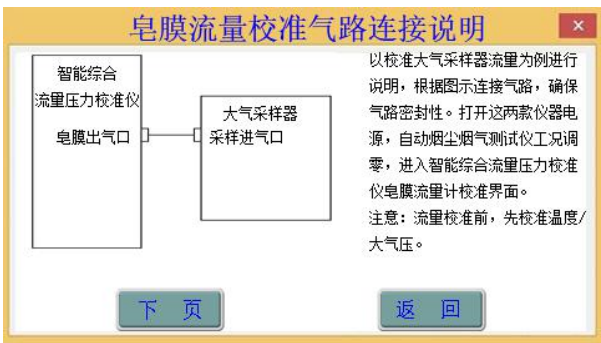 皂膜流量校准气路连接说明
智能综合
流量压力校准仪
皂膜出气口
大气采样器
采样进气口
以校准大气采样器流量为例进行
说明，根据图示连接气路，确保
气路密封性。打开这两款仪器电
源，自动烟尘烟气测试仪工况调
零，进入智能综合流量压力校准
仪皂膜流量计校准界面。
注意：流量校准前，先校准温度/
大气压。
下 页
返 回